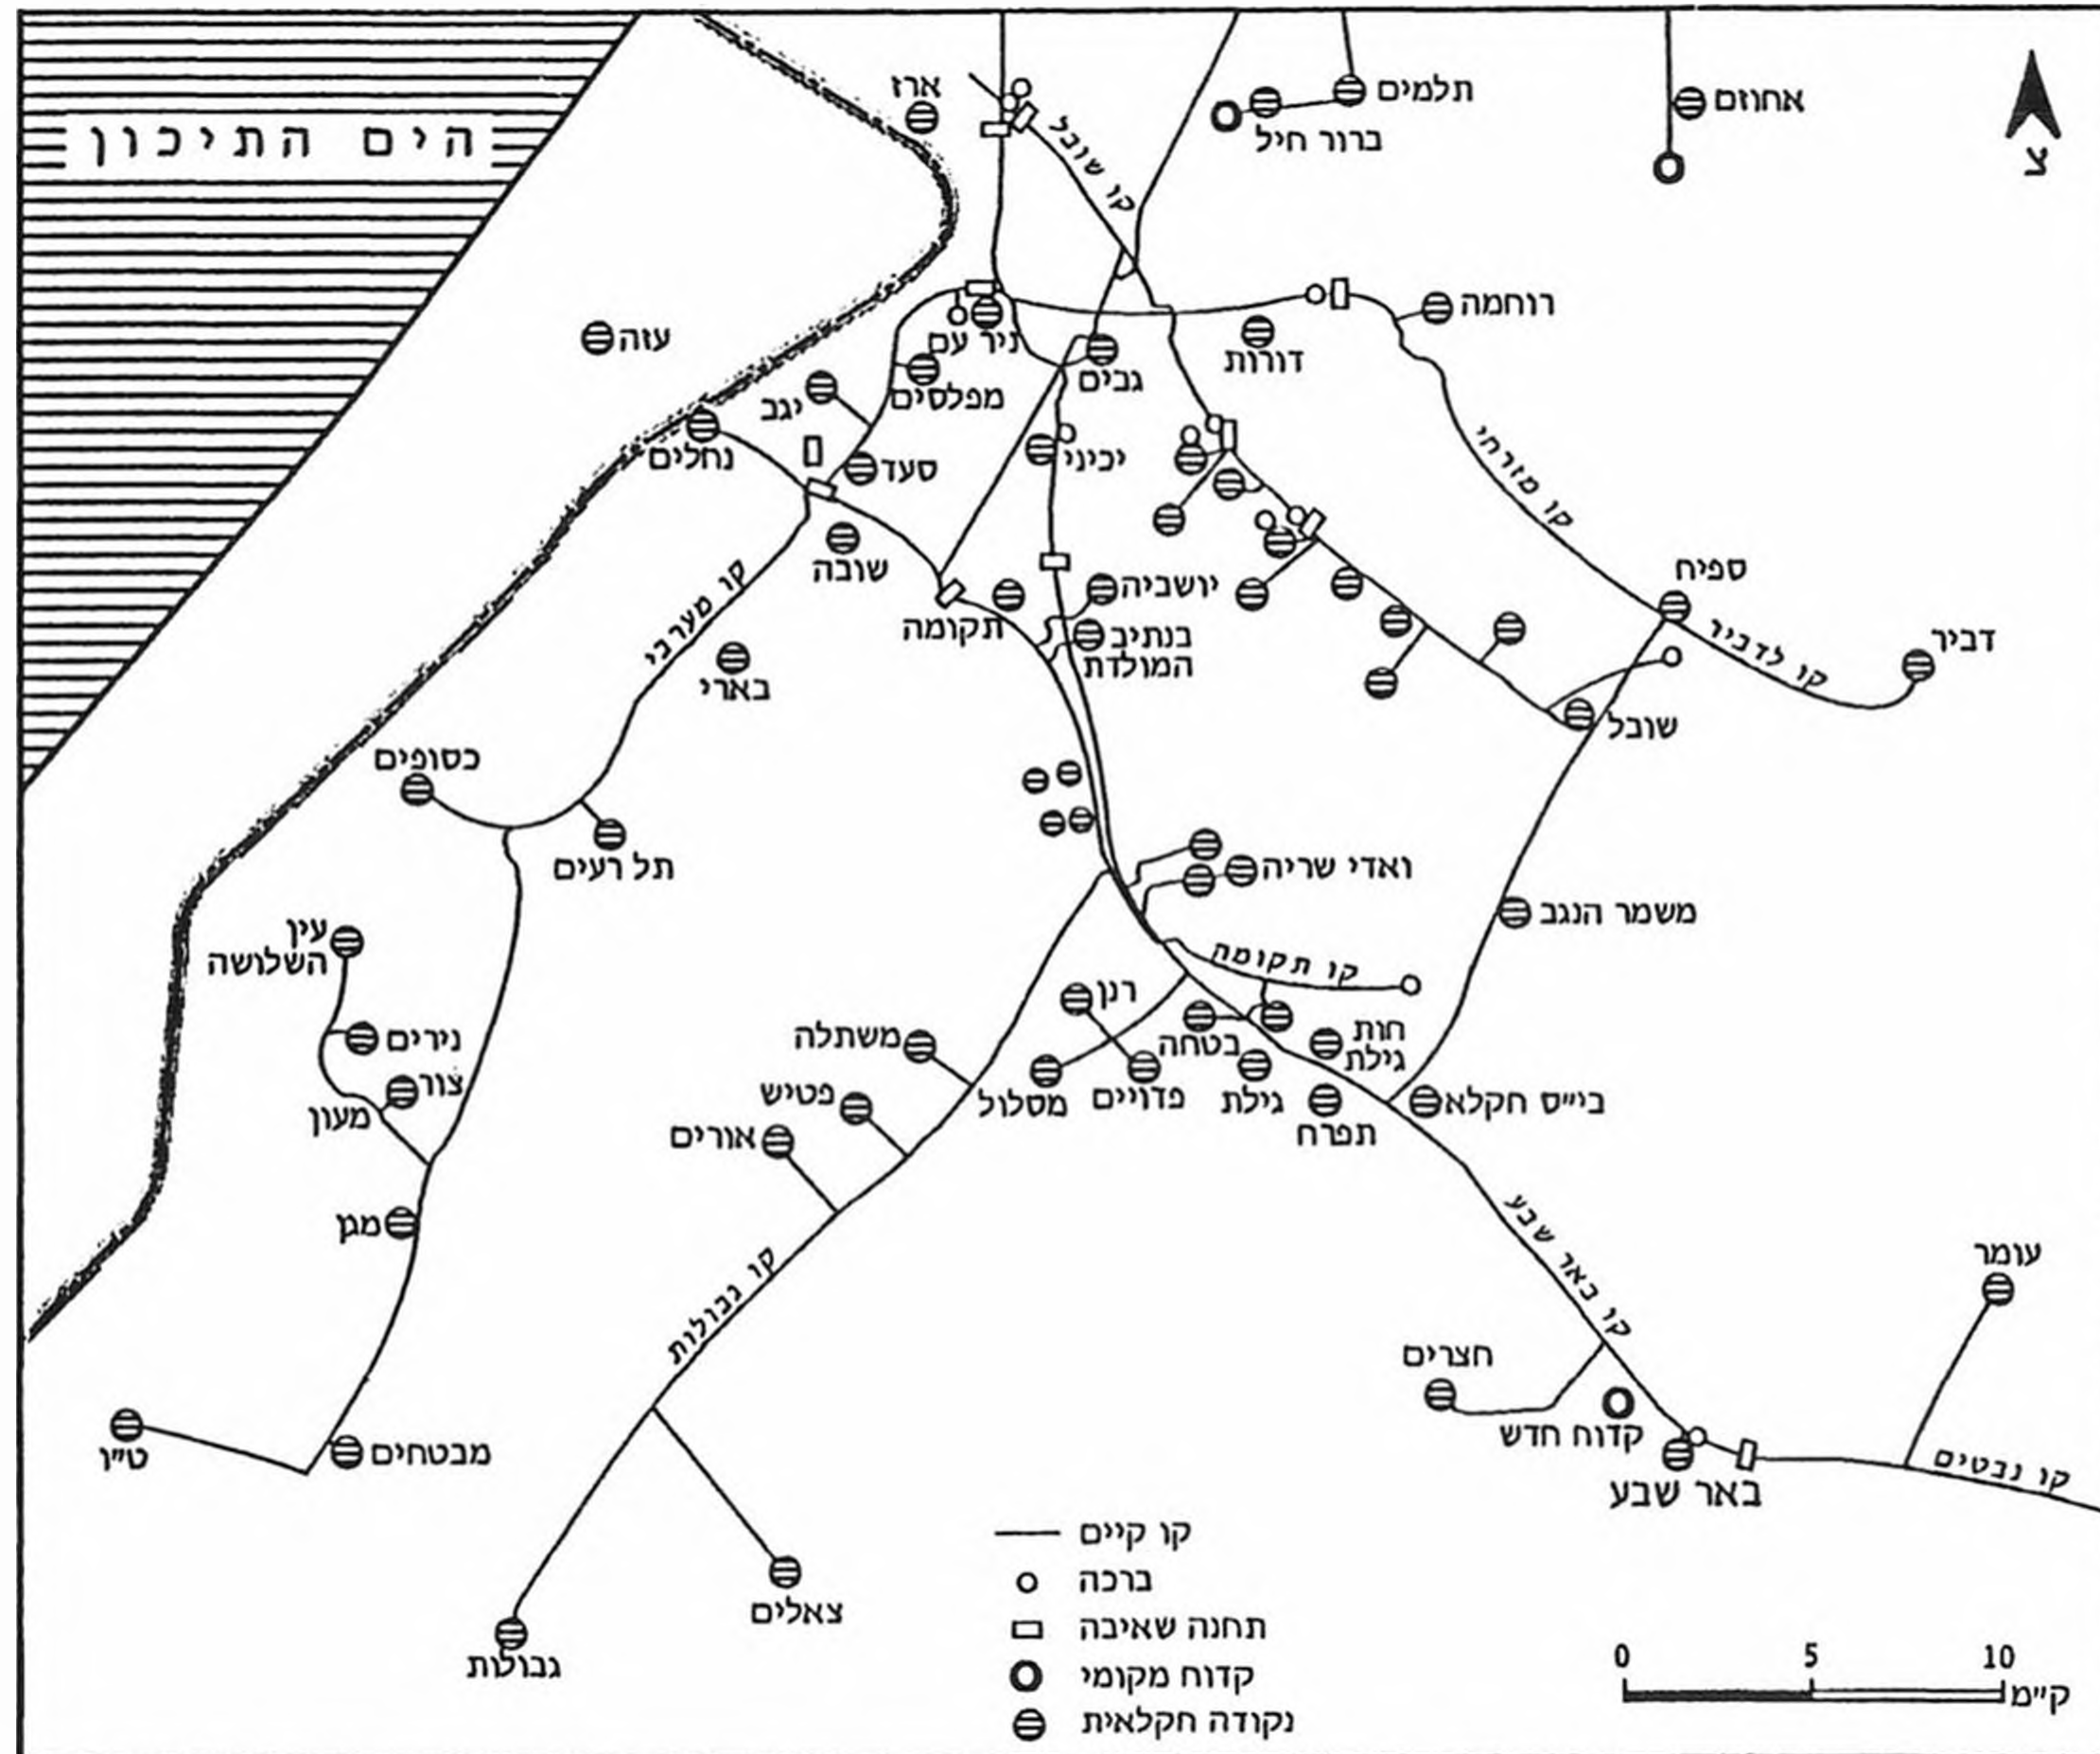 ארז
תלמים
אחוזם
הים התיכון
ברור חיל
קו שובל
צ
רוחמה
עזה
ניר עם
דורות
גבים
מפלסים
יגב
נחלים
סעד
יכיני
קו מזרחי
שובה
ספיח
יושביה
תקומה
בנתיב
המולדת
קו מערבי
בארי
קו לדביר
דביר
שובל
כסופים
תל רעים
ואדי שריה
משמר הנגב
עין
השלושה
קו תקומה
רנן
משתלה
נירים
חות
גילת
בטחה
צור
פטיש
מסלול
פדויים
גילת
בי״ס חקלא
מעון
אורים
תפרח
מגן
קו באר שבע
עומר
קו גבולות
חצרים
קדוח חדש
ט״ו
מבטחים
באר שבע
קו נבטים
קו קיים
ברכה
צאלים
תחנה שאיבה
גבולות
קדוח מקומי
נקודה חקלאית
0 5 10
ק״מ